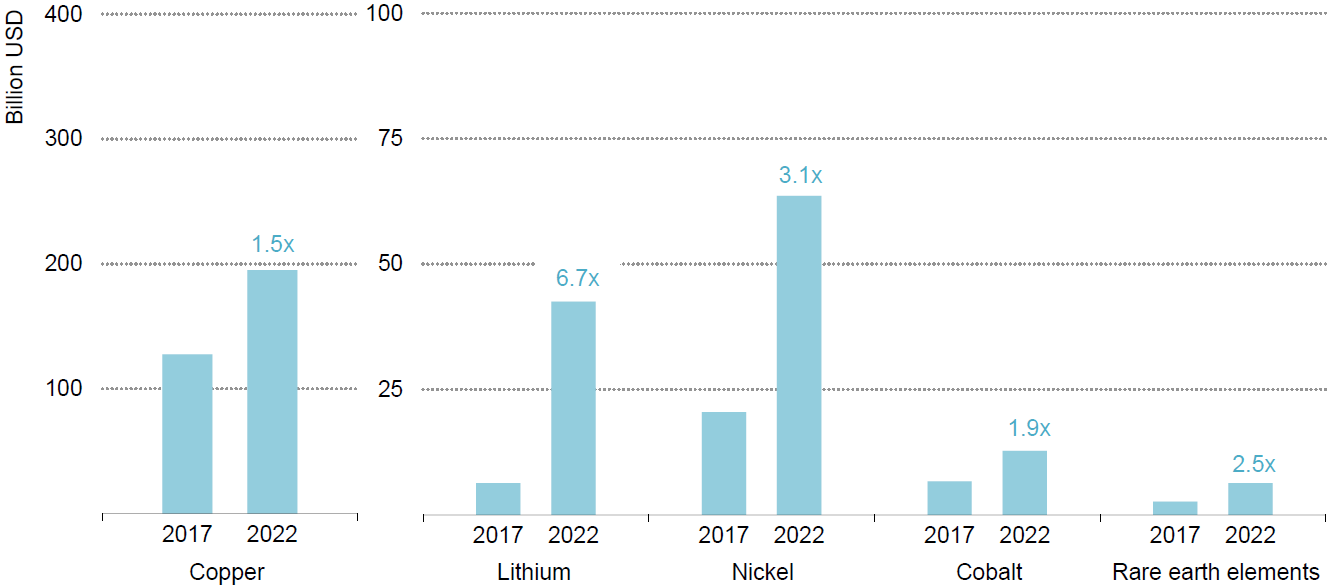 Billion USD
400
300
200
100
1.5x
2017 2022
Copper
100
75
50
25
6.7x
3.1x
1.9x
2.5x
2017 2022 2017 2022 2017 2022 2017 2022
Lithium Nickel Cobalt Rare earth elements